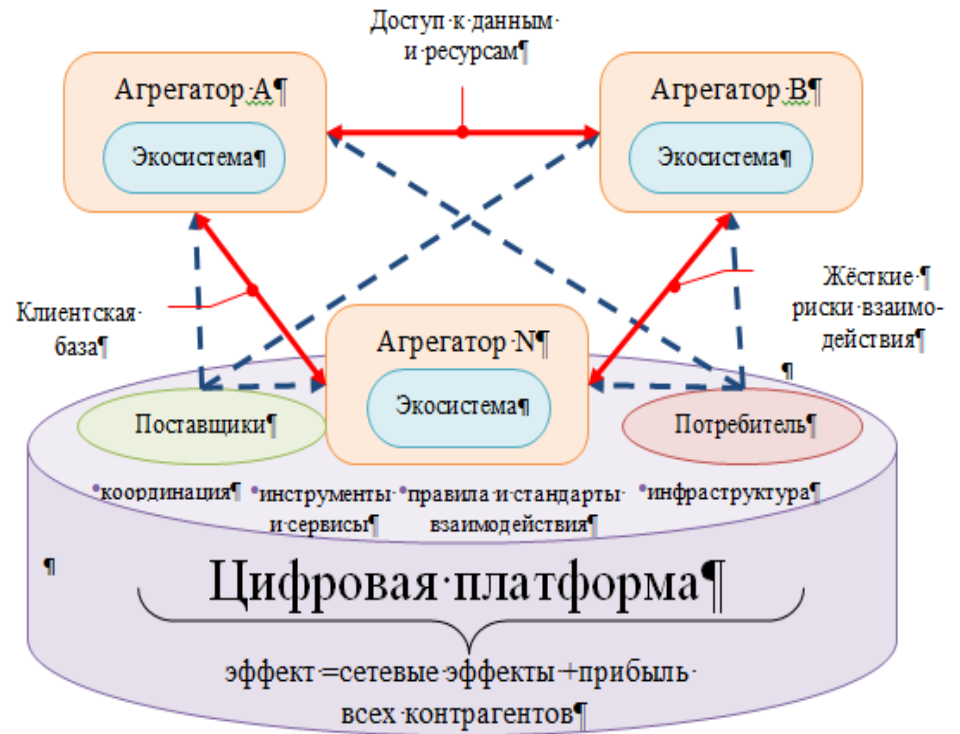 Доступ к данным
и ресурсам
Агрегатор А
Экосистема
Агрегатор В
Экосистема
Клиентская
база
Жёсткие
риски взаимо-
действия
Агрегатор N
Экосистема
Поставщики
Потребитель
•координация
•инструменты
и сервисы
•правила и стандарты
взаимодействия
•инфраструктура
Цифровая платформа
эффект =сетевые эффекты +прибыль
всех контрагентов